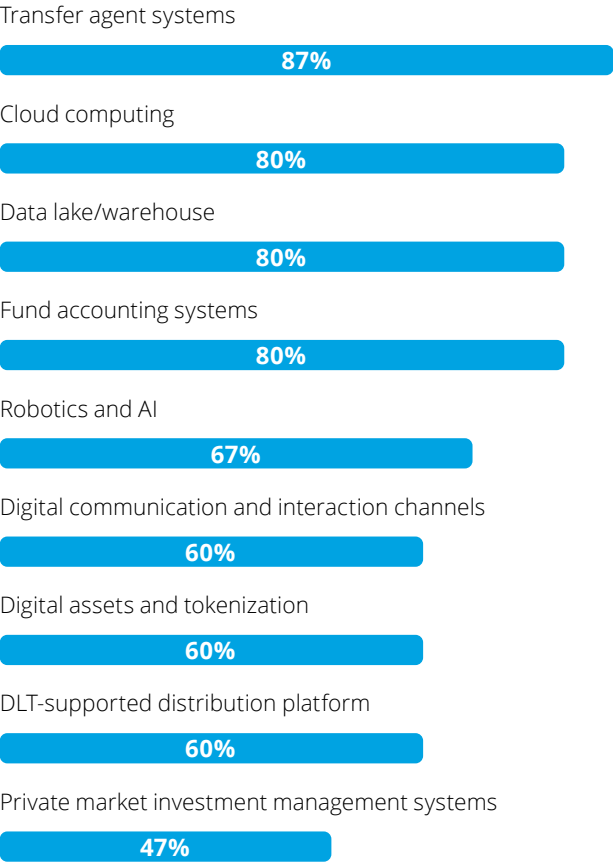 Transfer agent systems
87%
Cloud computing
80%
Data lake/warehouse
80%
Fund accounting systems
80%
Robotics and AI
67%
Digital communication and interaction channels
60%
Digital assets and tokenization
60%
DLT-supported distribution platform
60%
Private market investment management systems
47%